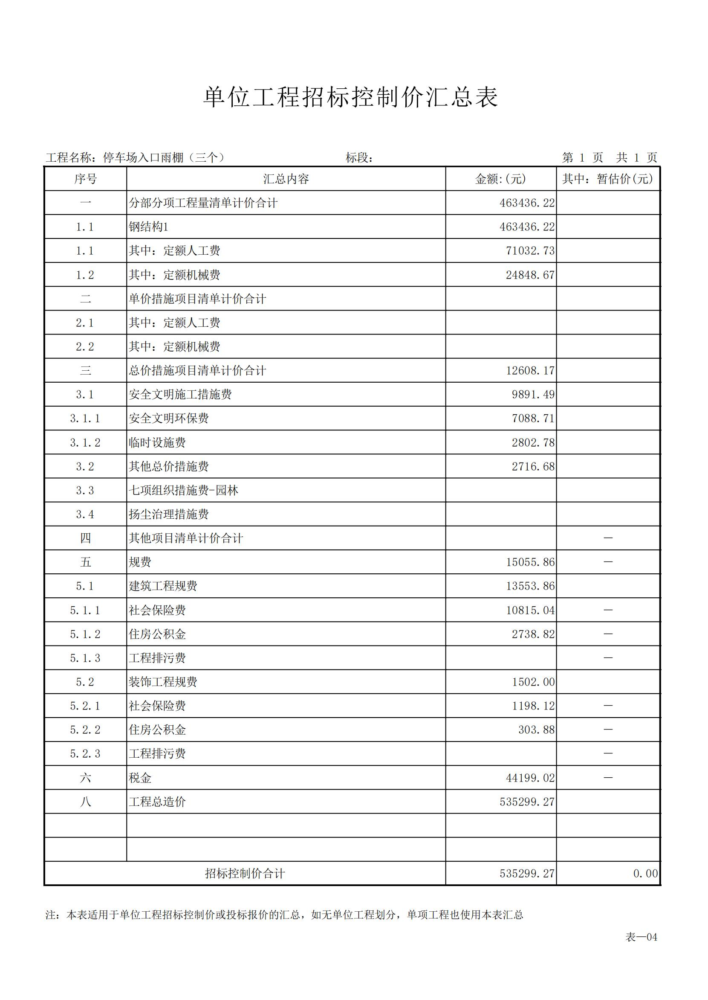 单位工程招标控制价汇总表
工程名称：停车场入口雨棚（三个） 标段： 第 1 页 共 1 页
序号 汇总内容 金额:(元) 其中：暂估价(元)
一 分部分项工程量清单计价合计 463436.22
1.1 钢结构1 463436.22
1.1 其中：定额人工费 71032.73
1.2 其中：定额机械费 24848.67
二 单价措施项目清单计价合计
2.1 其中：定额人工费
2.2 其中：定额机械费
三 总价措施项目清单计价合计 12608.17
3.1 安全文明施工措施费 9891.49
3.1.1 安全文明环保费 7088.71
3.1.2 临时设施费 2802.78
3.2 其他总价措施费 2716.68
3.3 七项组织措施费-园林
3.4 扬尘治理措施费
四 其他项目清单计价合计 —
五 规费 15055.86 —
5.1 建筑工程规费 13553.86
5.1.1 社会保险费 10815.04 —
5.1.2 住房公积金 2738.82 —
5.1.3 工程排污费 —
5.2 装饰工程规费 1502.00
5.2.1 社会保险费 1198.12 —
5.2.2 住房公积金 303.88 —
5.2.3 工程排污费 —
六 税金 44199.02 —
八 工程总造价 535299.27
招标控制价合计 535299.27 0.00
注：本表适用于单位工程招标控制价或投标报价的汇总，如无单位工程划分，单项工程也使用本表汇总
表—04